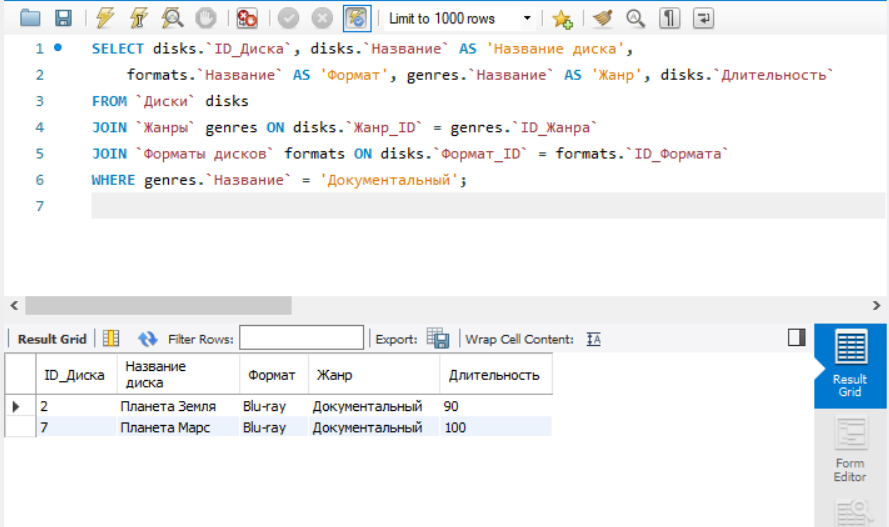 Limit to 1000 rows
1 SELECT disks.`ID_Диска`, disks.`Название` AS 'Название диска',
2 formats.`Название` AS 'Формат', genres.`Название` AS 'Жанр', disks.`Длительность`
3 FROM `Диски` disks
4 JOIN `Жанры` genres ON disks.`Жанр_ID` = genres.`ID_Жанра`
5 JOIN `Форматы дисков` formats ON disks.`Формат_ID` = formats.`ID_Формата`
6 WHERE genres.`Название` = 'Документальный';
7
Result Grid Filter Rows: Export: Wrap Cell Content: IA
ID_Диска Название диска Формат Жанр Длительность
2 Планета Земля Blu-ray Документальный 90
7 Планета Марс Blu-ray Документальный 100
Result
Grid
Form
Editor